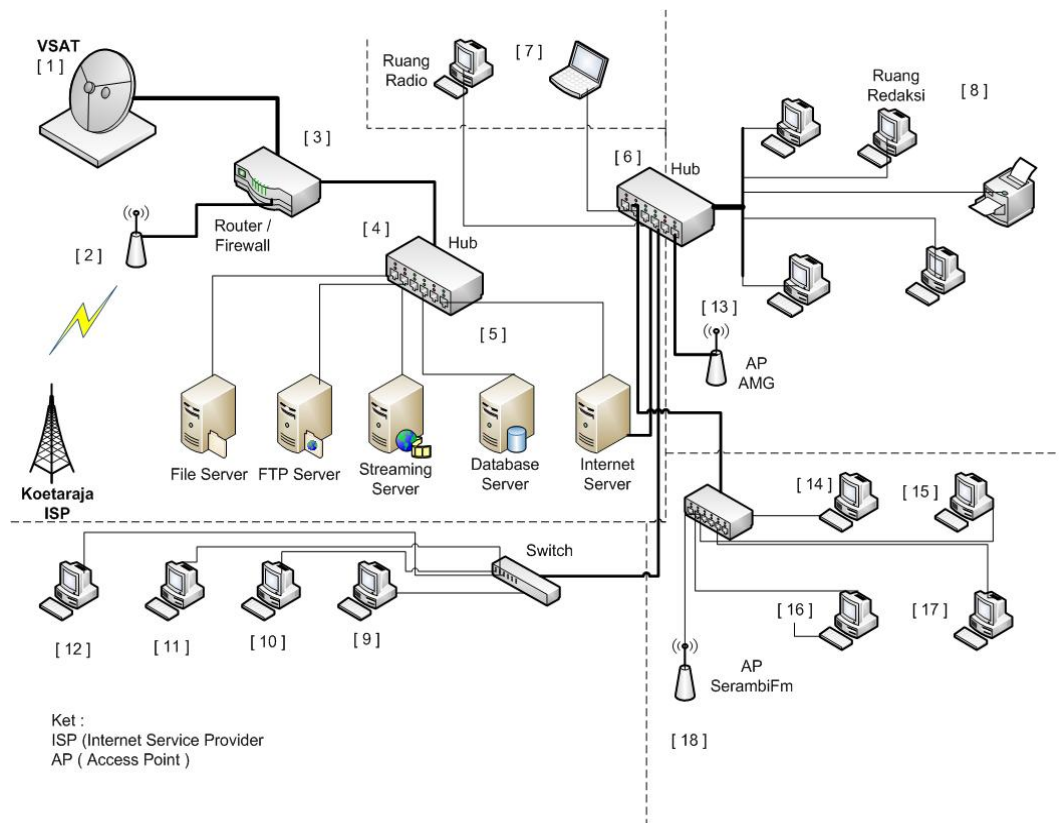 VSAT
[ 1 ]
[ 2 ]
[ 3 ]
Router /
Firewall
[ 4 ]
Hub
[ 5 ]
File Server
FTP Server
Streaming
Server
Database
Server
Internet
Server
Koetaraja
ISP
Ruang
Radio
[ 7 ]
[ 6 ]
Hub
Ruang
Redaksi
[ 8 ]
[ 13 ]
AP
AMG
Switch
[ 12 ]
[ 11 ]
[ 10 ]
[ 9 ]
[ 14 ]
[ 15 ]
[ 16 ]
[ 17 ]
AP
SerambiFm
[ 18 ]
Ket :
ISP (Internet Service Provider
AP ( Access Point )